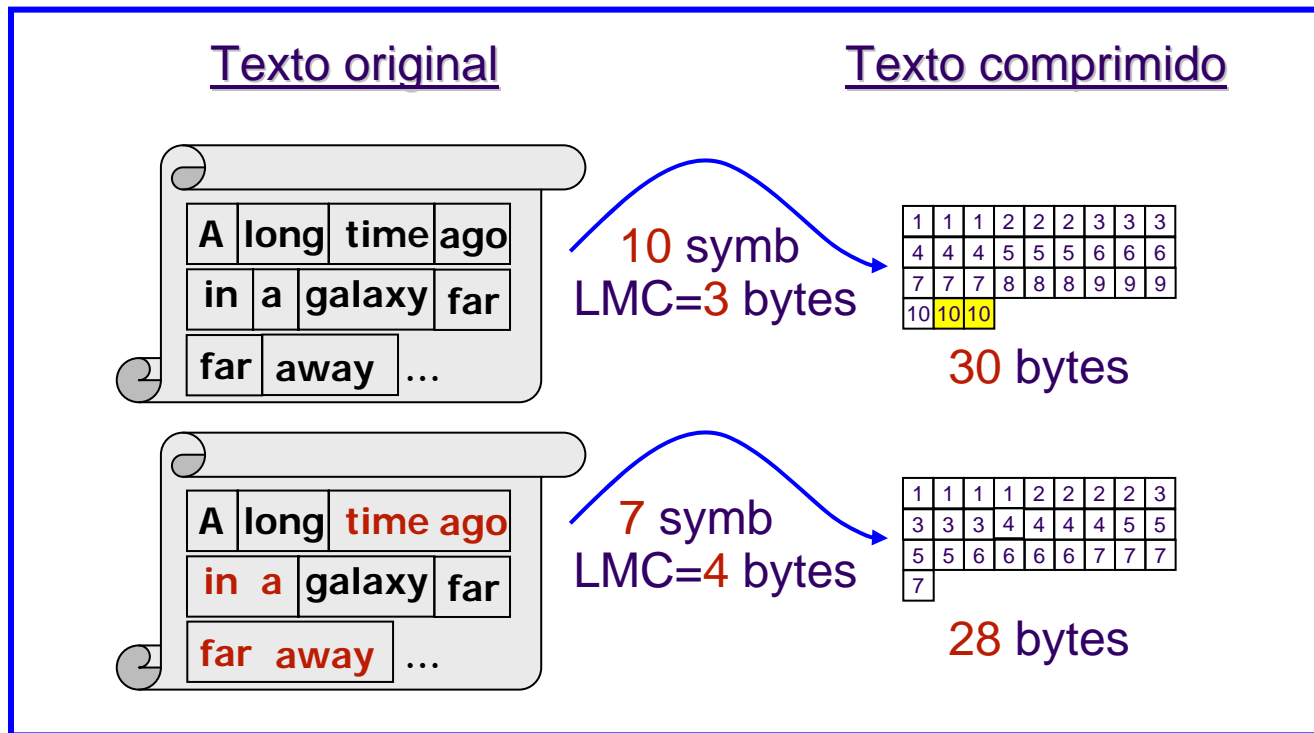 Texto original
Texto comprimido
A long time ago
in a galaxy far
far away ...
10 symb
LMC=3 bytes
1 1 1 2 2 2 3 3 3
4 4 4 5 5 5 6 6 6
7 7 7 8 8 8 9 9 9
10 10 10
30 bytes
A long time ago
in a galaxy far
far away ...
7 symb
LMC=4 bytes
1 1 1 1 2 2 2 2 3
3 3 3 4 4 4 4 5 5
5 5 6 6 6 6 7 7 7
7
28 bytes